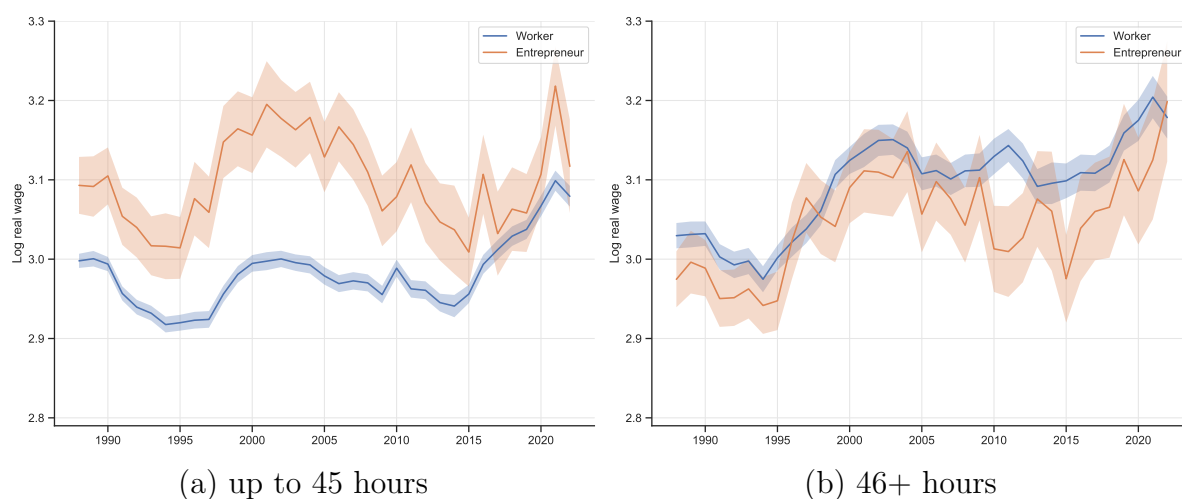 3.3
3.2
3.1
3.0
2.9
2.8
Log real wage
1990 1995 2000 2005 2010 2015 2020
Worker
Entrepreneur
(a) up to 45 hours
3.3
3.2
3.1
3.0
2.9
2.8
Log real wage
1990 1995 2000 2005 2010 2015 2020
Worker
Entrepreneur
(b) 46+ hours